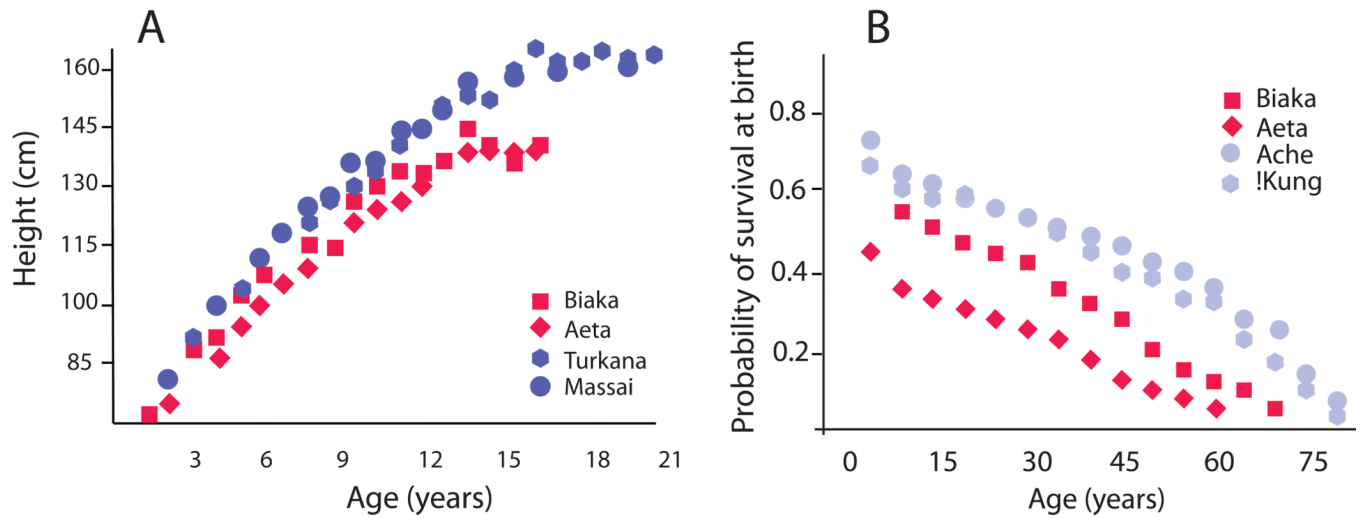 A
Height (cm)
160
145
130
115
100
85
Biaka
Aeta
Turkana
Massai
3 6 9 12 15 18 21
Age (years)
B
Probability of survival at birth
0.8
0.6
0.4
0.2
Biaka
Aeta
Ache
!Kung
0 15 30 45 60 75
Age (years)